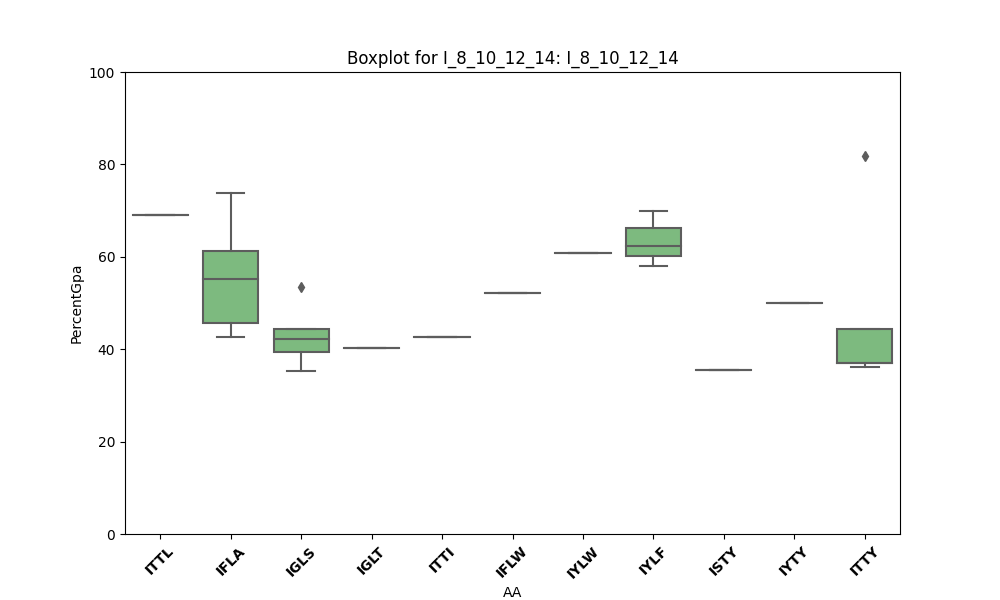 Boxplot for I_8_10_12_14: I_8_10_12_14
100
80
60
40
20
0
PercentGpa
ITTL
IFLA
IGLS
IGLT
ITTI
IFLW
IYLW
IYLF
ISTY
IYTY
ITTY
AA